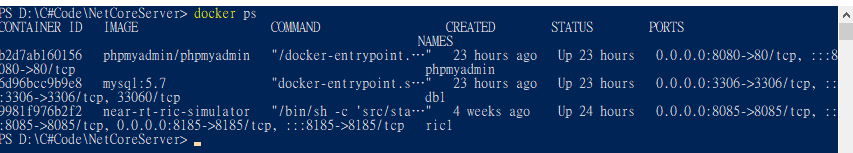 PS D:\C#Code\NetCoreServer> docker ps
CONTAINER ID   IMAGE                   COMMAND                  CREATED        STATUS        PORTS
NAMES
b2d7ab160156   phpmyadmin/phpmyadmin   "/docker-entrypoint.…"   23 hours ago   Up 23 hours   0.0.0.0:8080->80/tcp, :::8
080->80/tcp                                                phpmyadmin
6d96bcc9b9e8   mysql:5.7               "docker-entrypoint.s…"   23 hours ago   Up 23 hours   0.0.0.0:3306->3306/tcp, ::
:3306->3306/tcp, 33060/tcp                                 db1
9981f976b2f2   near-rt-ric-simulator   "/bin/sh -c 'src/sta…"   4 weeks ago    Up 24 hours   0.0.0.0:8085->8085/tcp, ::
:8085->8085/tcp, 0.0.0.0:8185->8185/tcp, :::8185->8185/tcp   ric1
PS D:\C#Code\NetCoreServer>